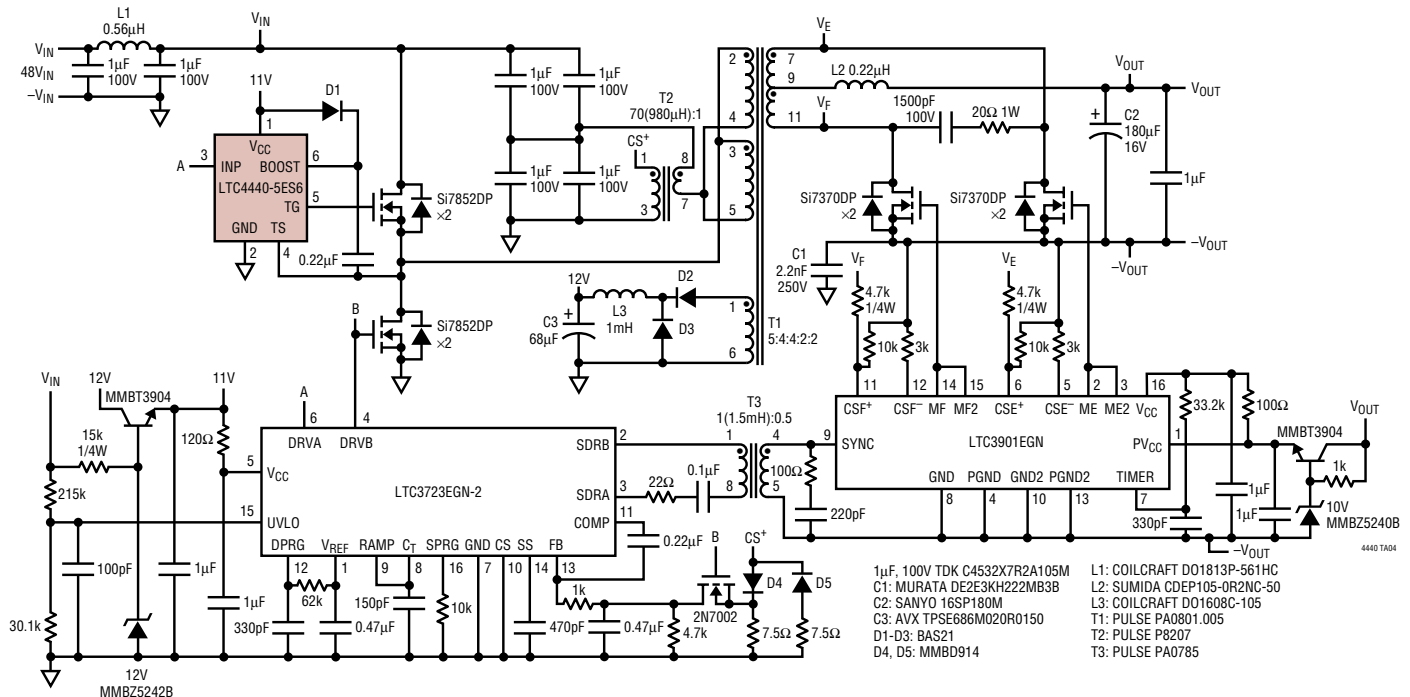 L1
0.56µH
VIN
VIN
48VIN
−VIN
1µF
100V
1µF
100V
11V
D1
1
VCC
A
3
INP
BOOST
6
LTC4440-5ES6
TG
5
GND
TS
2
4
0.22µF
Si7852DP
×2
B
Si7852DP
×2
1µF
100V
1µF
100V
1µF
100V
1µF
100V
T2
70(980µH):1
CS+
1
8
3
7
12V
C3
68µF
+
L3
1mH
D2
D3
2
4
3
5
1
6
T1
5:4:4:2:2
7
9
11
VE
L2 0.22µH
VF
1500pF
100V
20Ω 1W
VOUT
VOUT
+
C2
180µF
16V
1µF
Si7370DP
×2
Si7370DP
×2
−VOUT
−VOUT
C1
2.2nF
250V
VF
4.7k
1/4W
10k
3k
VE
4.7k
1/4W
10k
3k
11
12
14
15
6
5
2
3
16
CSF+
CSF−
MF
MF2
CSE+
CSE−
ME
ME2
VCC
9
SYNC
LTC3901EGN
PVCC
1
GND
PGND
GND2
PGND2
TIMER
8
4
10
13
7
33.2k
100Ω
MMBT3904
VOUT
1k
1µF
1µF
10V
MMBZ5240B
330pF
−VOUT
VIN
12V
MMBT3904
11V
15k
1/4W
120Ω
215k
A
6
4
DRVA
DRVB
5
VCC
LTC3723EGN-2
SDRB
2
SDRA
3
COMP
11
15
UVLO
DPRG
VREF
RAMP
CT
SPRG
GND
CS
SS
FB
12
1
9
8
16
7
10
14
13
T3
1(1.5mH):0.5
1
4
8
5
22Ω
0.1µF
100Ω
220pF
0.22µF
100pF
1µF
1µF
30.1k
12V
MMBZ5242B
330pF
62k
0.47µF
150pF
10k
470pF
1k
0.47µF
4.7k
B
2N7002
CS+
D4
D5
7.5Ω
7.5Ω
4440 TA04
1µF, 100V TDK C4532X7R2A105M
C1: MURATA DE2E3KH222MB3B
C2: SANYO 16SP180M
C3: AVX TPSE686M020R0150
D1-D3: BAS21
D4, D5: MMBD914
L1: COILCRAFT DO1813P-561HC
L2: SUMIDA CDEP105-0R2NC-50
L3: COILCRAFT DO1608C-105
T1: PULSE PA0801.005
T2: PULSE P8207
T3: PULSE PA0785